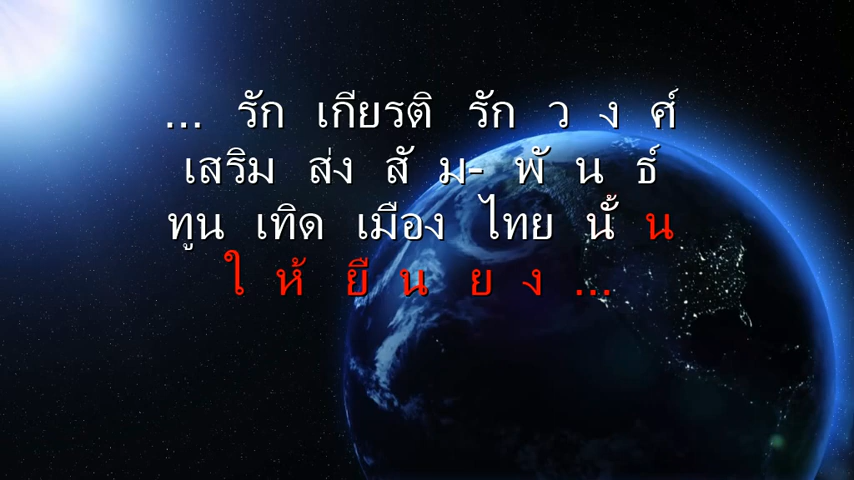 ... รัก เกียรติ รัก ว ง ศ์
เสริม ส่ง สั ม- พั น ธ์
ทูน เทิด เมือง ไทย นั้ น
ใ ห้ ยื น ย ง ...